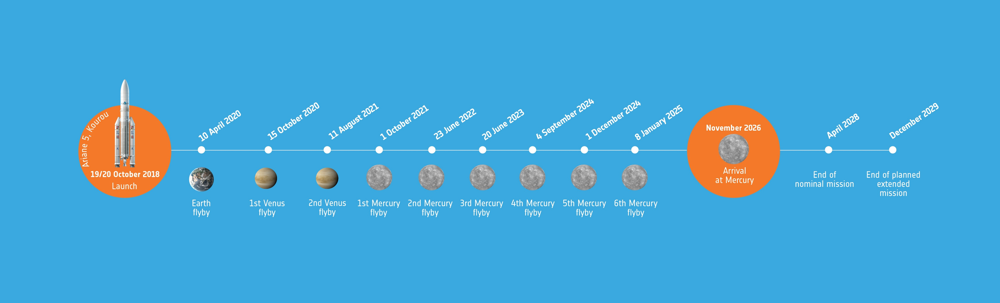 Ariane 5, Kourou
19/20 October 2018
Launch
10 April 2020
Earth
flyby
15 October 2020
1st Venus
flyby
11 August 2021
2nd Venus
flyby
1 October 2021
1st Mercury
flyby
23 June 2022
2nd Mercury
flyby
20 June 2023
3rd Mercury
flyby
4 September 2024
4th Mercury
flyby
1 December 2024
5th Mercury
flyby
8 January 2025
6th Mercury
flyby
November 2026
Arrival
at Mercury
April 2028
End of
nominal mission
December 2029
End of planned
extended
mission